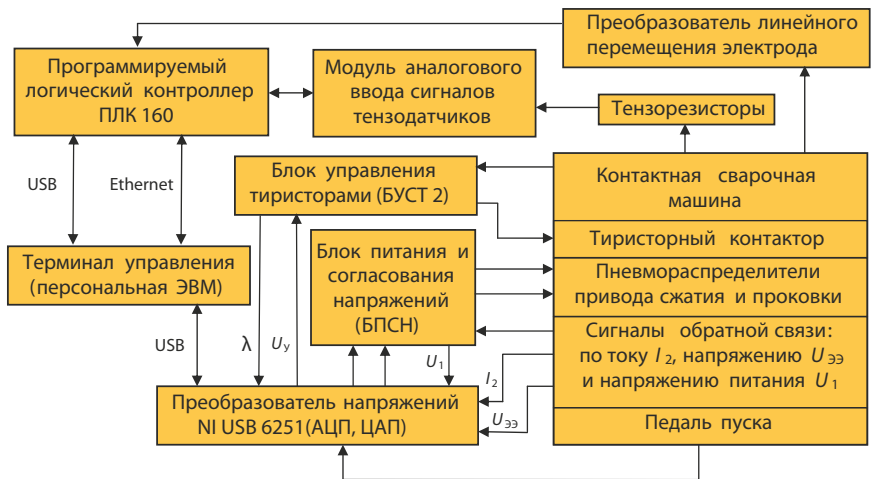 Преобразователь линейного
перемещения электрода
Программируемый
логический контроллер
ПЛК 160
Модуль аналогового
ввода сигналов
тензодатчиков
Тензорезисторы
USB
Ethernet
Блок управления
тиристорами (БУСТ 2)
Контактная сварочная
машина
Тиристорный контактор
Терминал управления
(персональная ЭВМ)
Блок питания и
согласования
напряжений
(БПСН)
Пневмораспределители
привода сжатия и проковки
Сигналы обратной связи:
по току I2, напряжению UЭЭ
и напряжению питания U1
USB
λ
UУ
U1
I2
UЭЭ
Преобразователь напряжений
NI USB 6251(АЦП, ЦАП)
Педаль пуска